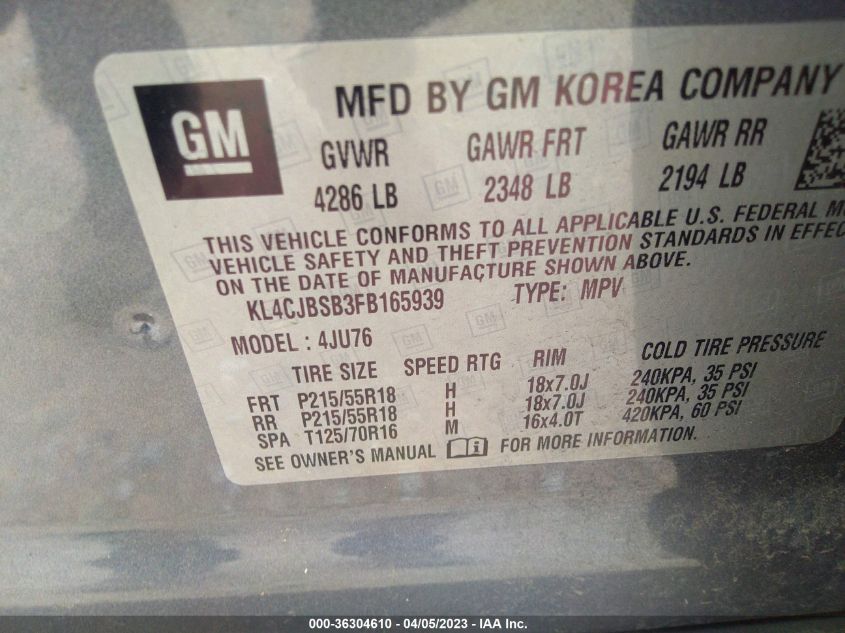 GM
MFD BY GM KOREA COMPANY
GVWR GAWR FRT GAWR RR
4286 LB 2348 LB 2194 LB
THIS VEHICLE CONFORMS TO ALL APPLICABLE U.S. FEDERAL
VEHICLE SAFETY AND THEFT PREVENTION STANDARDS IN
ON THE DATE OF MANUFACTURE SHOWN ABOVE.
KL4CJBSB3FB165939 TYPE: MPV
MODEL : 4JU76
TIRE SIZE SPEED RTG RIM COLD TIRE PRESSURE
FRT P215/55R18 H 18x7.0J 240KPA, 35 PSI
RR P215/55R18 H 18x7.0J 240KPA, 35 PSI
SPA T125/70R16 M 16x4.0T 420KPA, 60 PSI
SEE OWNER'S MANUAL FOR MORE INFORMATION.
000-36304610 - 04/05/2023 - IAA Inc.